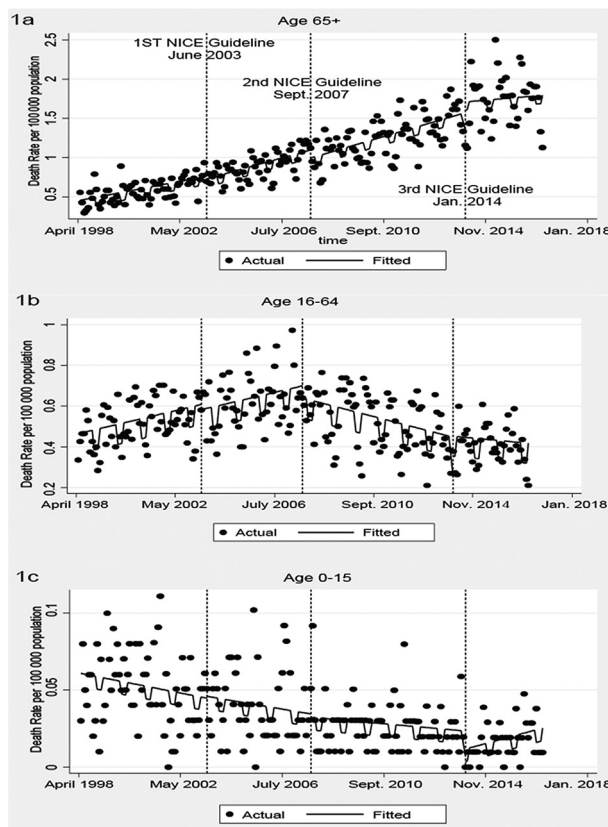 1a
Age 65+
Death Rate per 100 000 population
2.5
2
1.5
1
0.5
1ST NICE Guideline
June 2003
2nd NICE Guideline
Sept. 2007
3rd NICE Guideline
Jan. 2014
April 1998 May 2002 July 2006 Sept. 2010 Nov. 2014 Jan. 2018
time
Actual Fitted
1b
Age 16-64
Death Rate per 100 000 population
1
0.8
0.6
0.4
0.2
April 1998 May 2002 July 2006 Sept. 2010 Nov. 2014 Jan. 2018
Actual Fitted
1c
Age 0-15
Death Rate per 100 000 population
0.1
0.05
0
April 1998 May 2002 July 2006 Sept. 2010 Nov. 2014 Jan. 2018
Actual Fitted